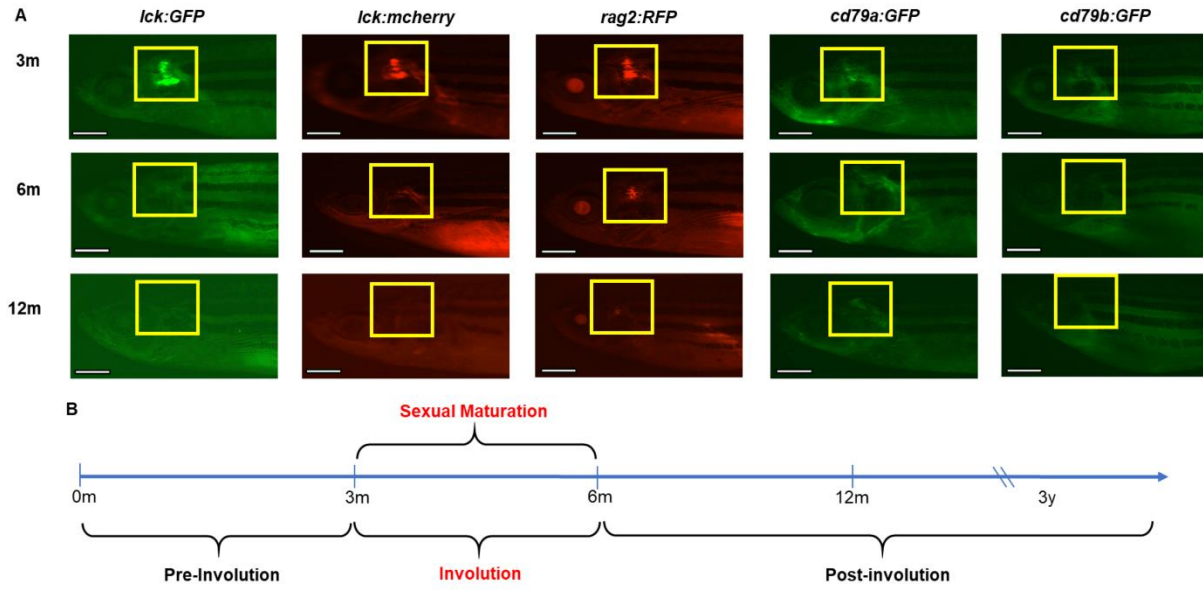 A
lck:GFP lck:mcherry rag2:RFP cd79a:GFP cd79b:GFP
3m
6m
12m
B
Sexual Maturation
0m 3m 6m 12m 3y
Pre-Involution Involution Post-involution